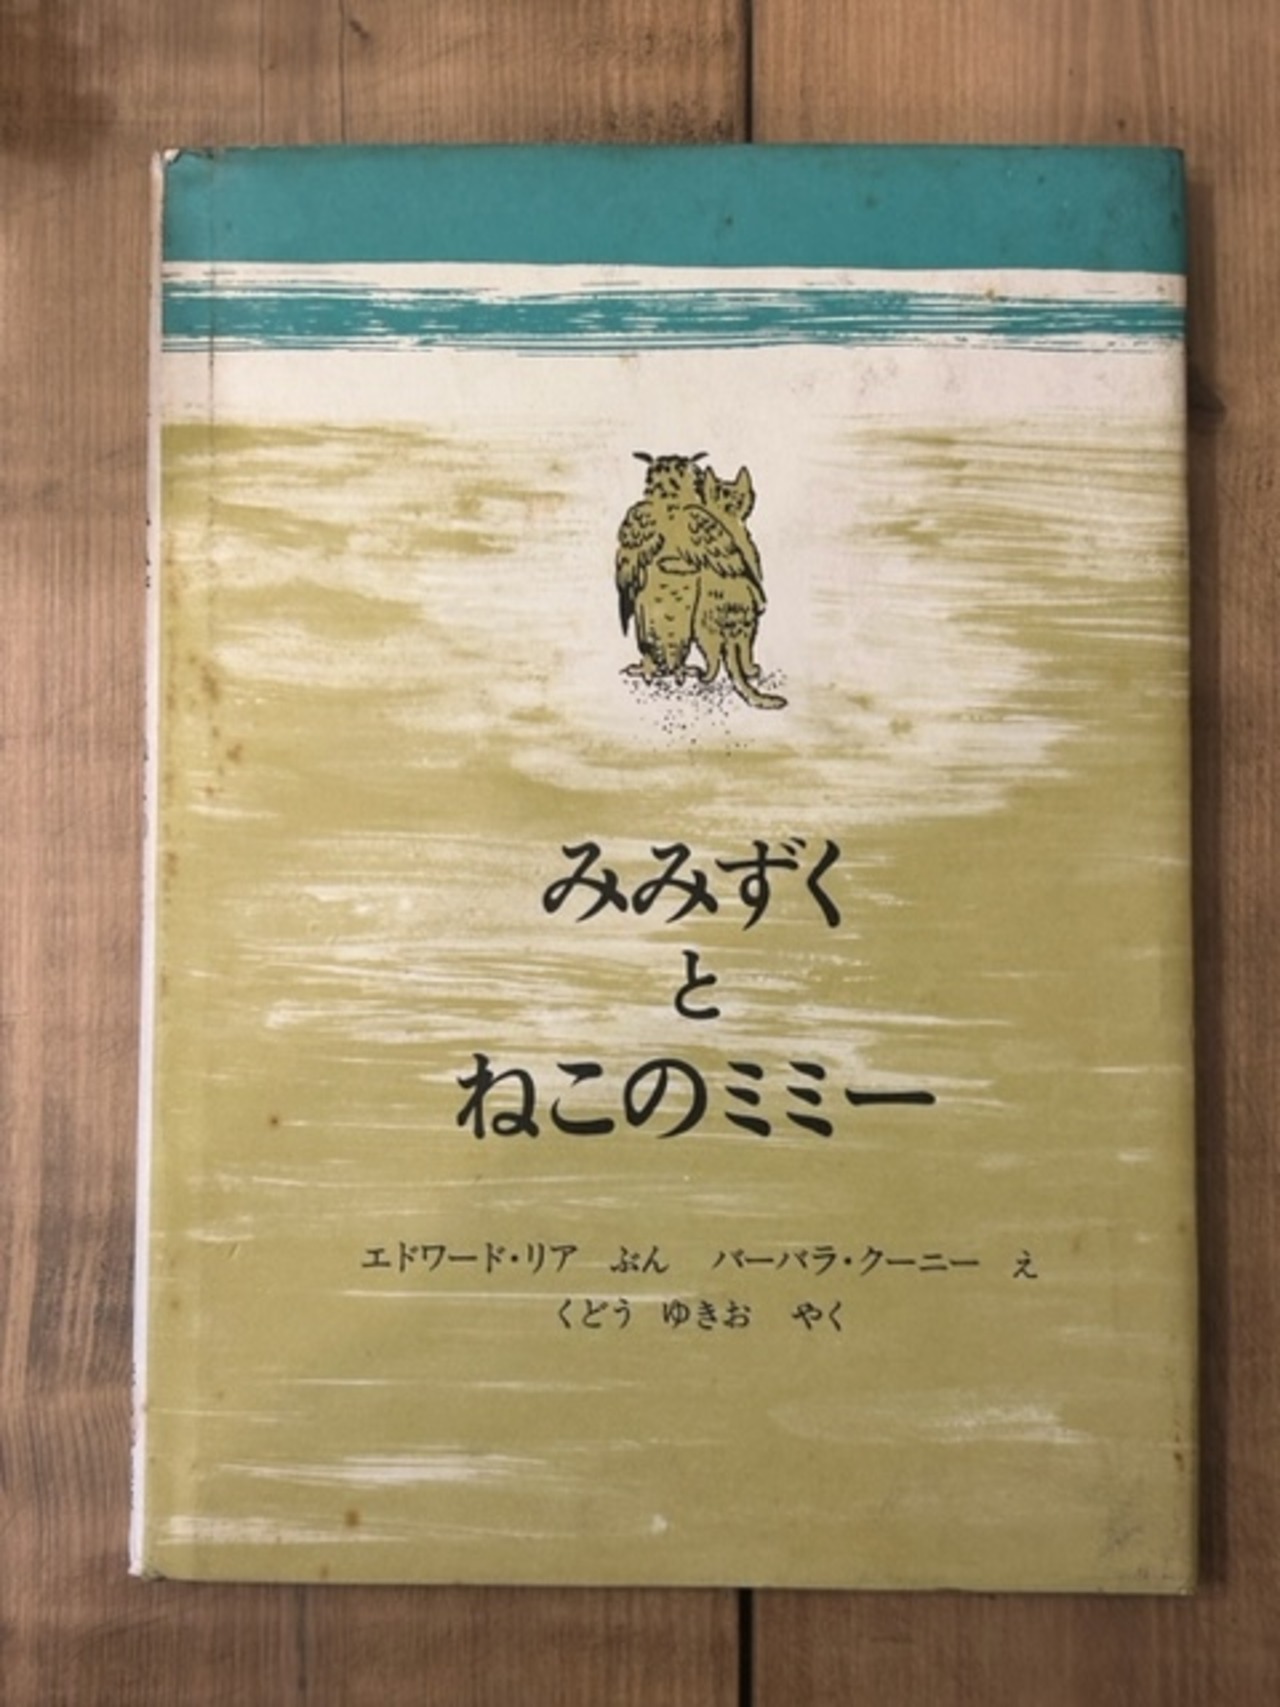 みみずく
と
ねこのミミー
エドワード・リア ぶん バーバラ・クーニー え
くどう ゆきお やく